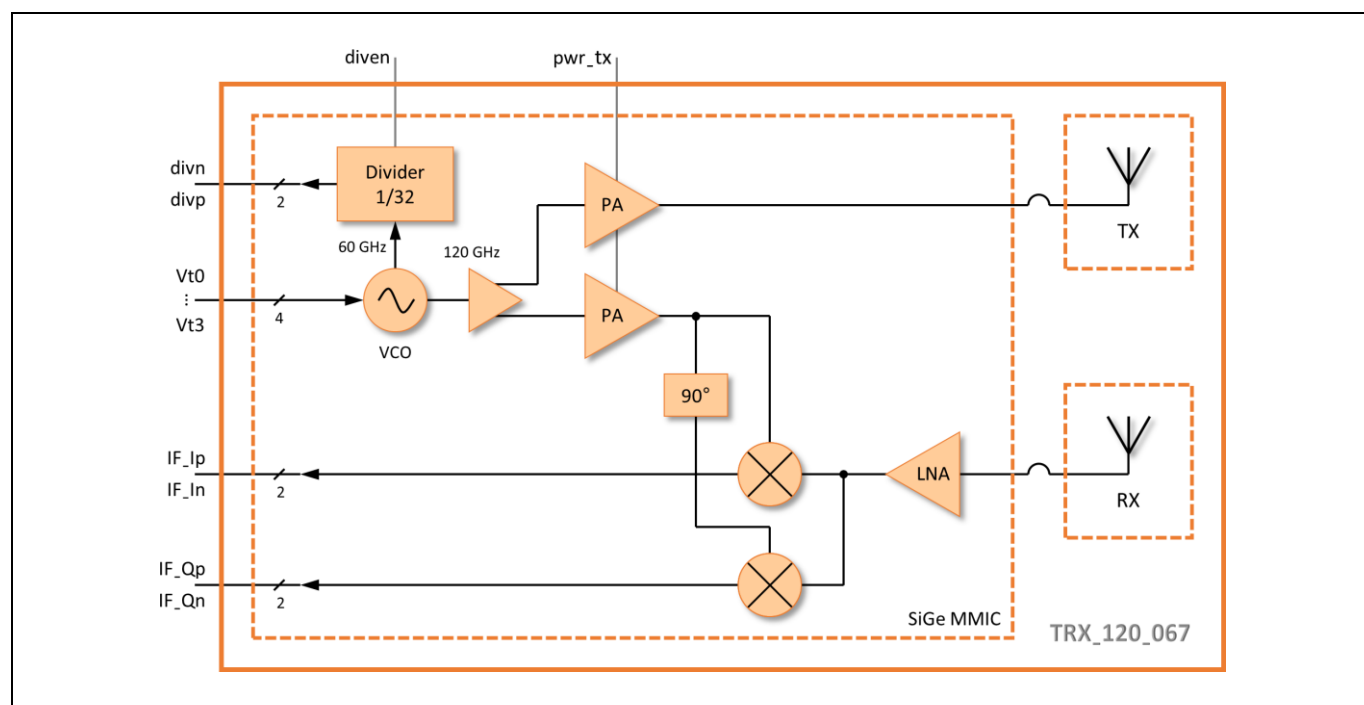 diven
pwr_tx
divn
divp
2
Divider
1/32
PA
TX
60 GHz
120 GHz
Vt0
⋮
Vt3
4
VCO
PA
90°
IF_Ip
IF_In
2
LNA
RX
IF_Qp
IF_Qn
2
SiGe MMIC
TRX_120_067